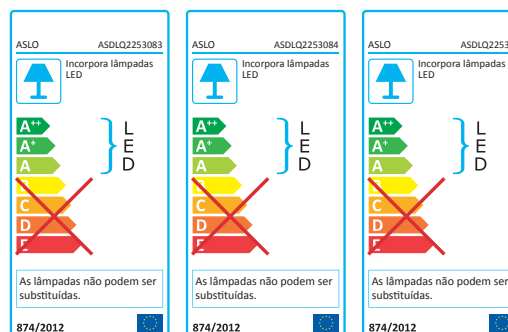 ASLO ASDLQ2253083
Incorpora lâmpadas
LED
A++
A+
A
C
D
L
E
D
As lâmpadas não podem ser
substituídas.
874/2012
ASLO ASDLQ2253084
Incorpora lâmpadas
LED
A++
A+
A
C
D
L
E
D
As lâmpadas não podem ser
substituídas.
874/2012
ASLO
Incorpora lâmpadas
LED
A++
A+
A
C
D
L
E
D
As lâmpadas não podem ser
substituídas.
874/2012